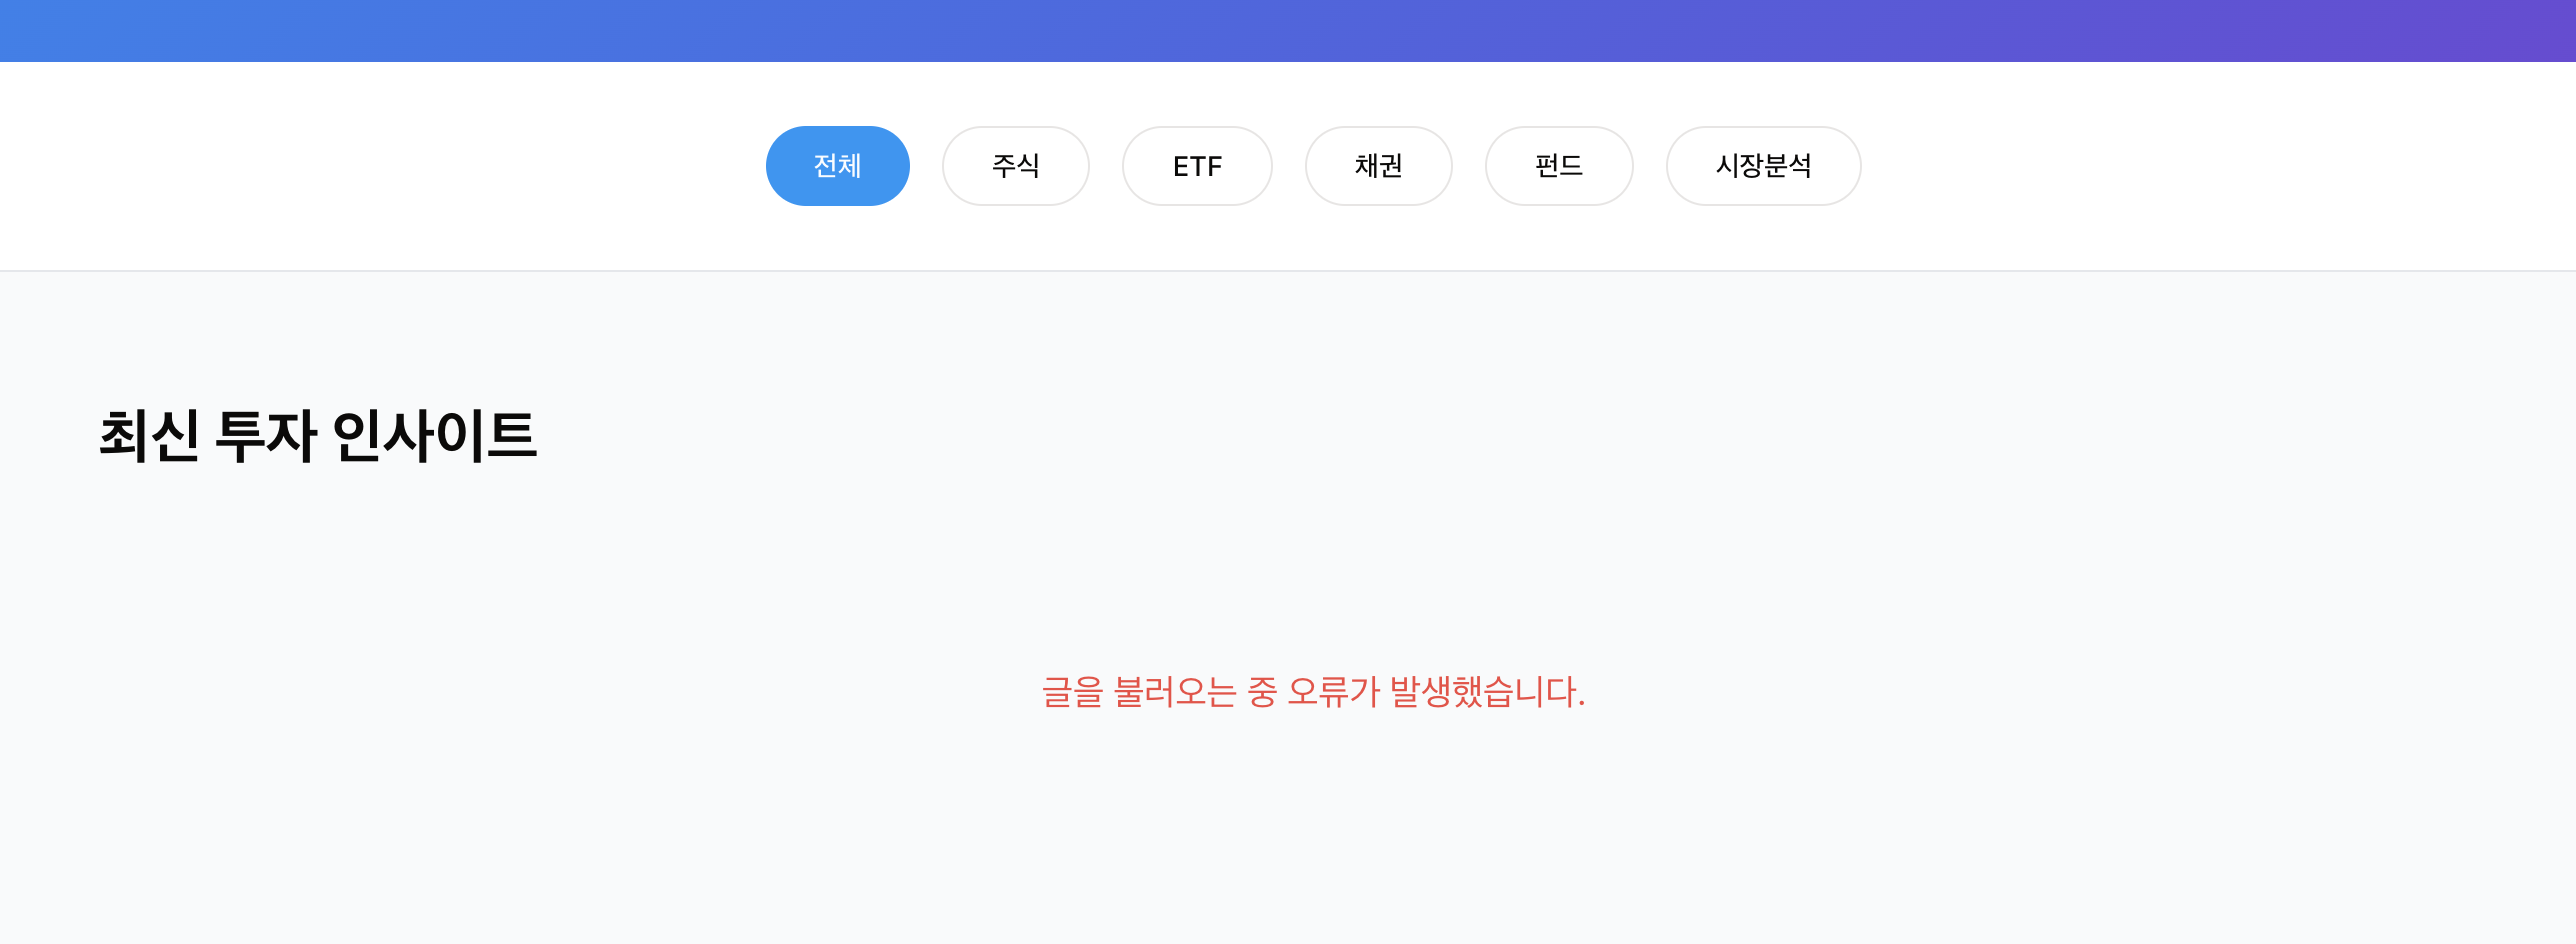 전체 주식 ETF 채권 펀드 시장분석
최신 투자 인사이트
글을 불러오는 중 오류가 발생했습니다.